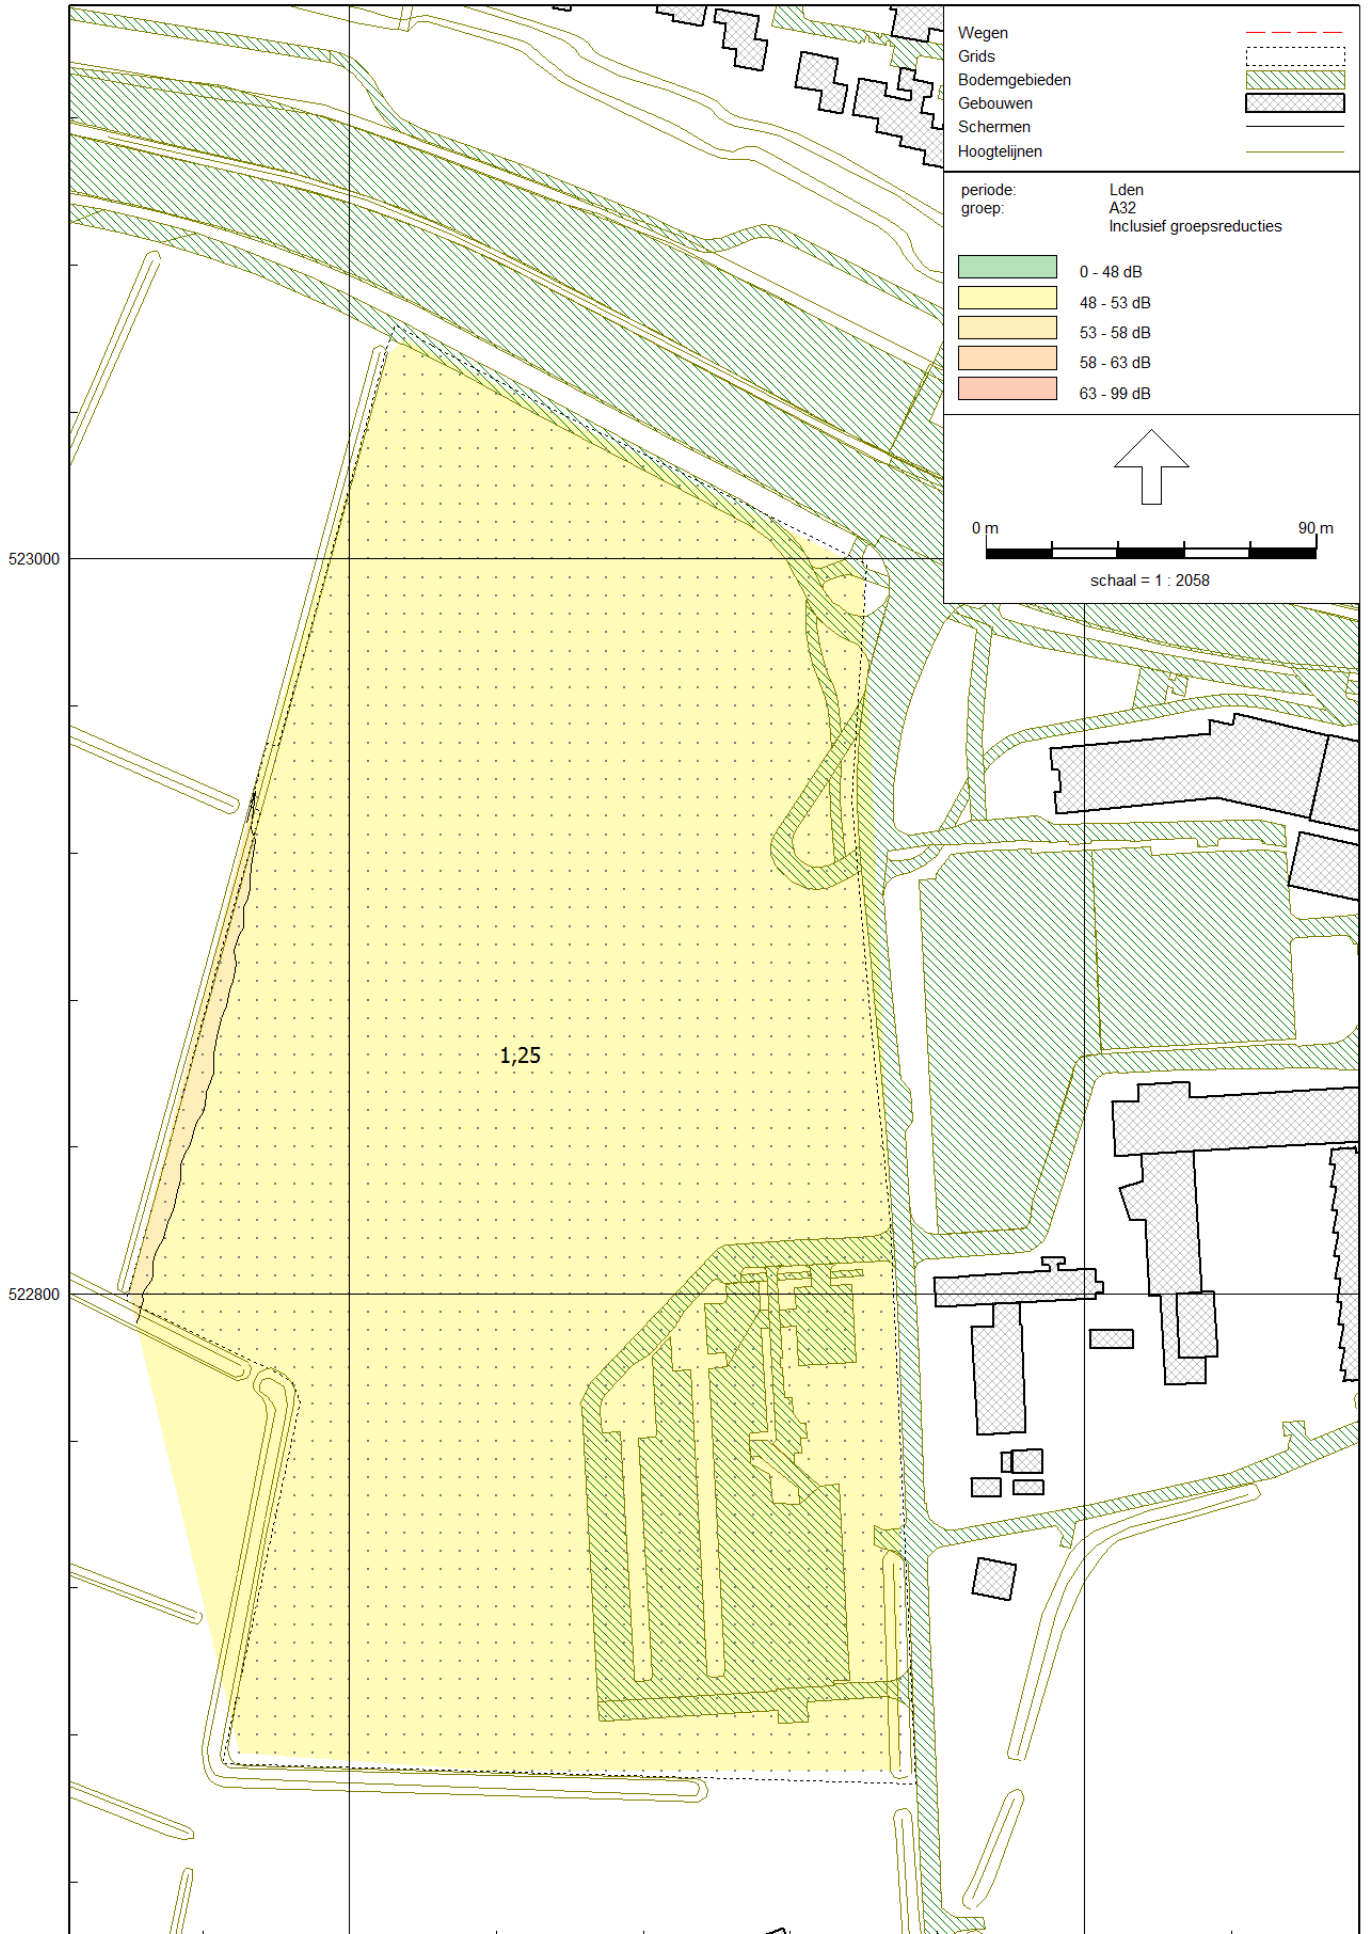 Wegen
Grids
Bodemgebieden
Gebouwen
Schermen
Hoogtelijnen
periode: Lden
groep: A32
Inclusief groepsreducties
0 - 48 dB
48 - 53 dB
53 - 58 dB
58 - 63 dB
63 - 99 dB
0 m 90 m
schaal = 1 : 2058
523000
1,25
522800